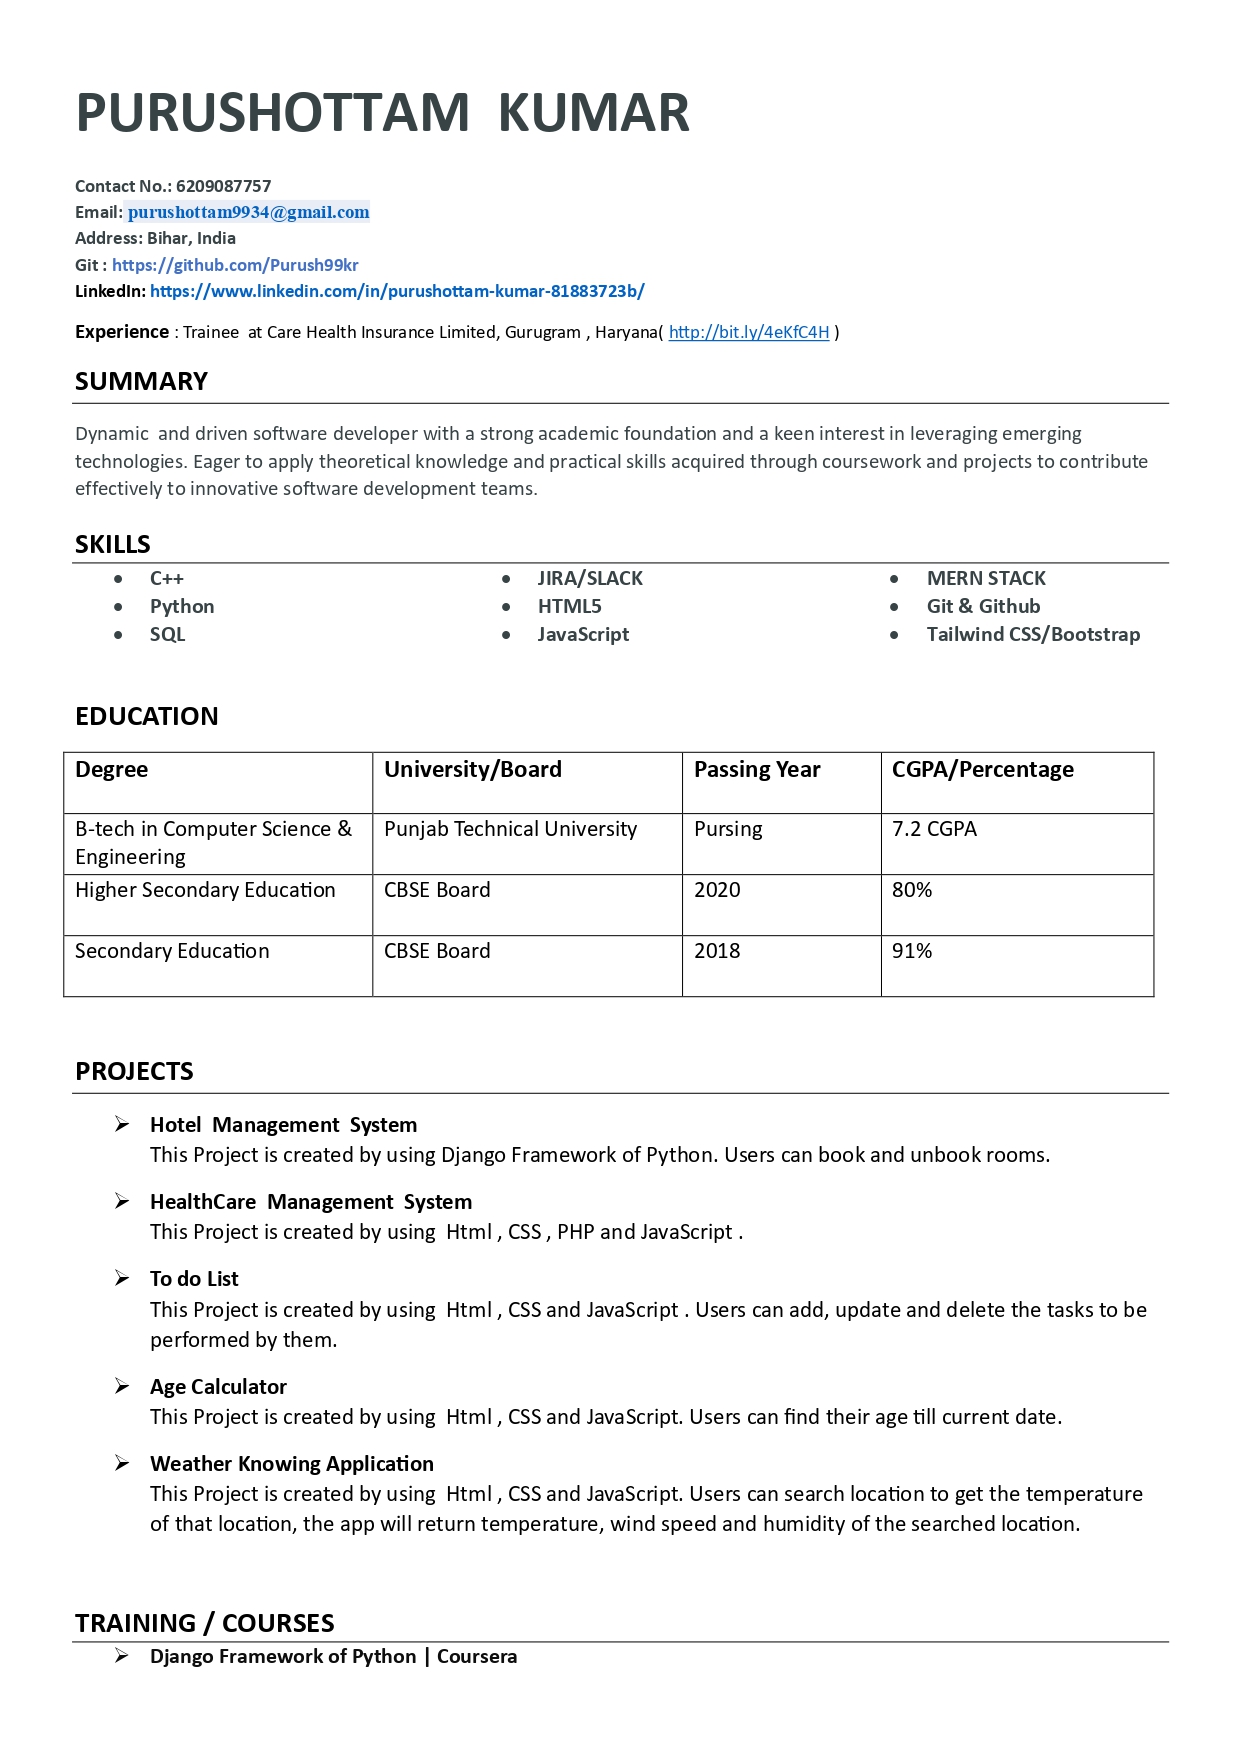 PURUSHOTTAM KUMAR
Contact No.: 6209087757
Email: purushottam9934@gmail.com
Address: Bihar, India
Git : https://github.com/Purush99kr
LinkedIn: https://www.linkedin.com/in/purushottam-kumar-81883723b/
Experience : Trainee at Care Health Insurance Limited, Gurugram , Haryana( http://bit.ly/4eKfC4H )
SUMMARY
Dynamic and driven software developer with a strong academic foundation and a keen interest in leveraging emerging
technologies. Eager to apply theoretical knowledge and practical skills acquired through coursework and projects to contribute
effectively to innovative software development teams.
SKILLS
• C++ • JIRA/SLACK • MERN STACK
• Python • HTML5 • Git & Github
• SQL • JavaScript • Tailwind CSS/Bootstrap
EDUCATION
Degree University/Board Passing Year CGPA/Percentage
B-tech in Computer Science & Punjab Technical University Pursing 7.2 CGPA
Engineering
Higher Secondary Education CBSE Board 2020 80%
Secondary Education CBSE Board 2018 91%
PROJECTS
➢ Hotel Management System
This Project is created by using Django Framework of Python. Users can book and unbook rooms.
➢ HealthCare Management System
This Project is created by using Html , CSS , PHP and JavaScript .
➢ To do List
This Project is created by using Html , CSS and JavaScript . Users can add, update and delete the tasks to be
performed by them.
➢ Age Calculator
This Project is created by using Html , CSS and JavaScript. Users can find their age till current date.
➢ Weather Knowing Application
This Project is created by using Html , CSS and JavaScript. Users can search location to get the temperature
of that location, the app will return temperature, wind speed and humidity of the searched location.
TRAINING / COURSES
➢ Django Framework of Python | Coursera